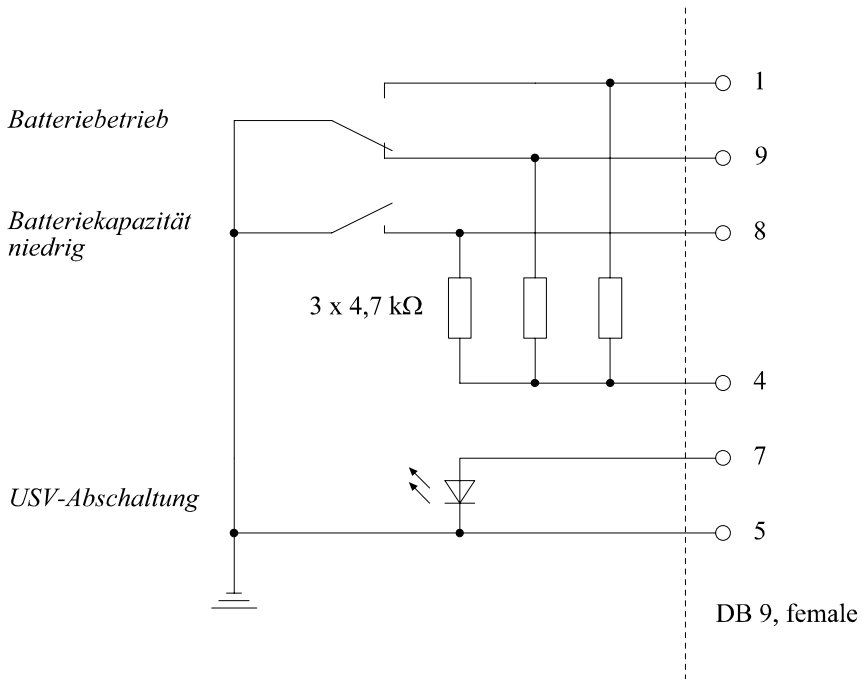 1
Batteriebetrieb
9
Batteriekapazität
niedrig
8
3 x 4,7 kΩ
4
7
USV-Abschaltung
5
DB 9, female